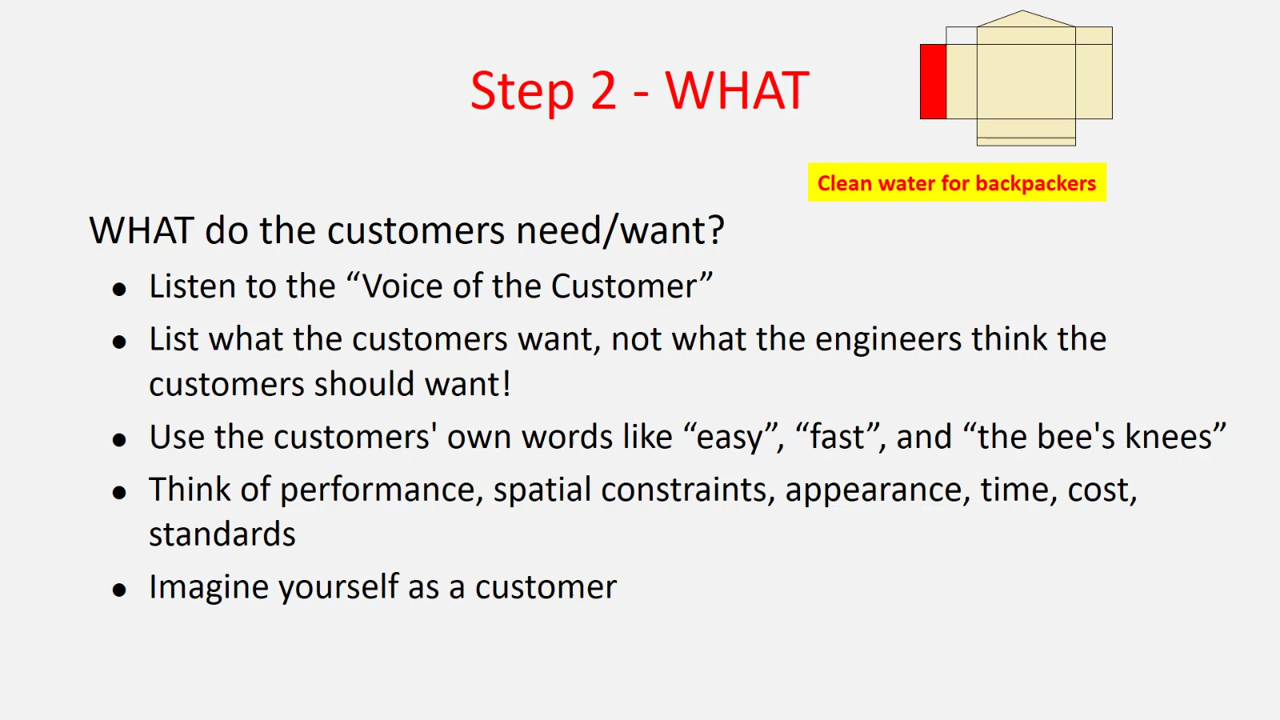 Step 2 - WHAT
Clean water for backpackers
WHAT do the customers need/want?
● Listen to the “Voice of the Customer”
● List what the customers want, not what the engineers think the
customers should want!
● Use the customers' own words like “easy”, “fast”, and “the bee's knees”
● Think of performance, spatial constraints, appearance, time, cost,
standards
● Imagine yourself as a customer